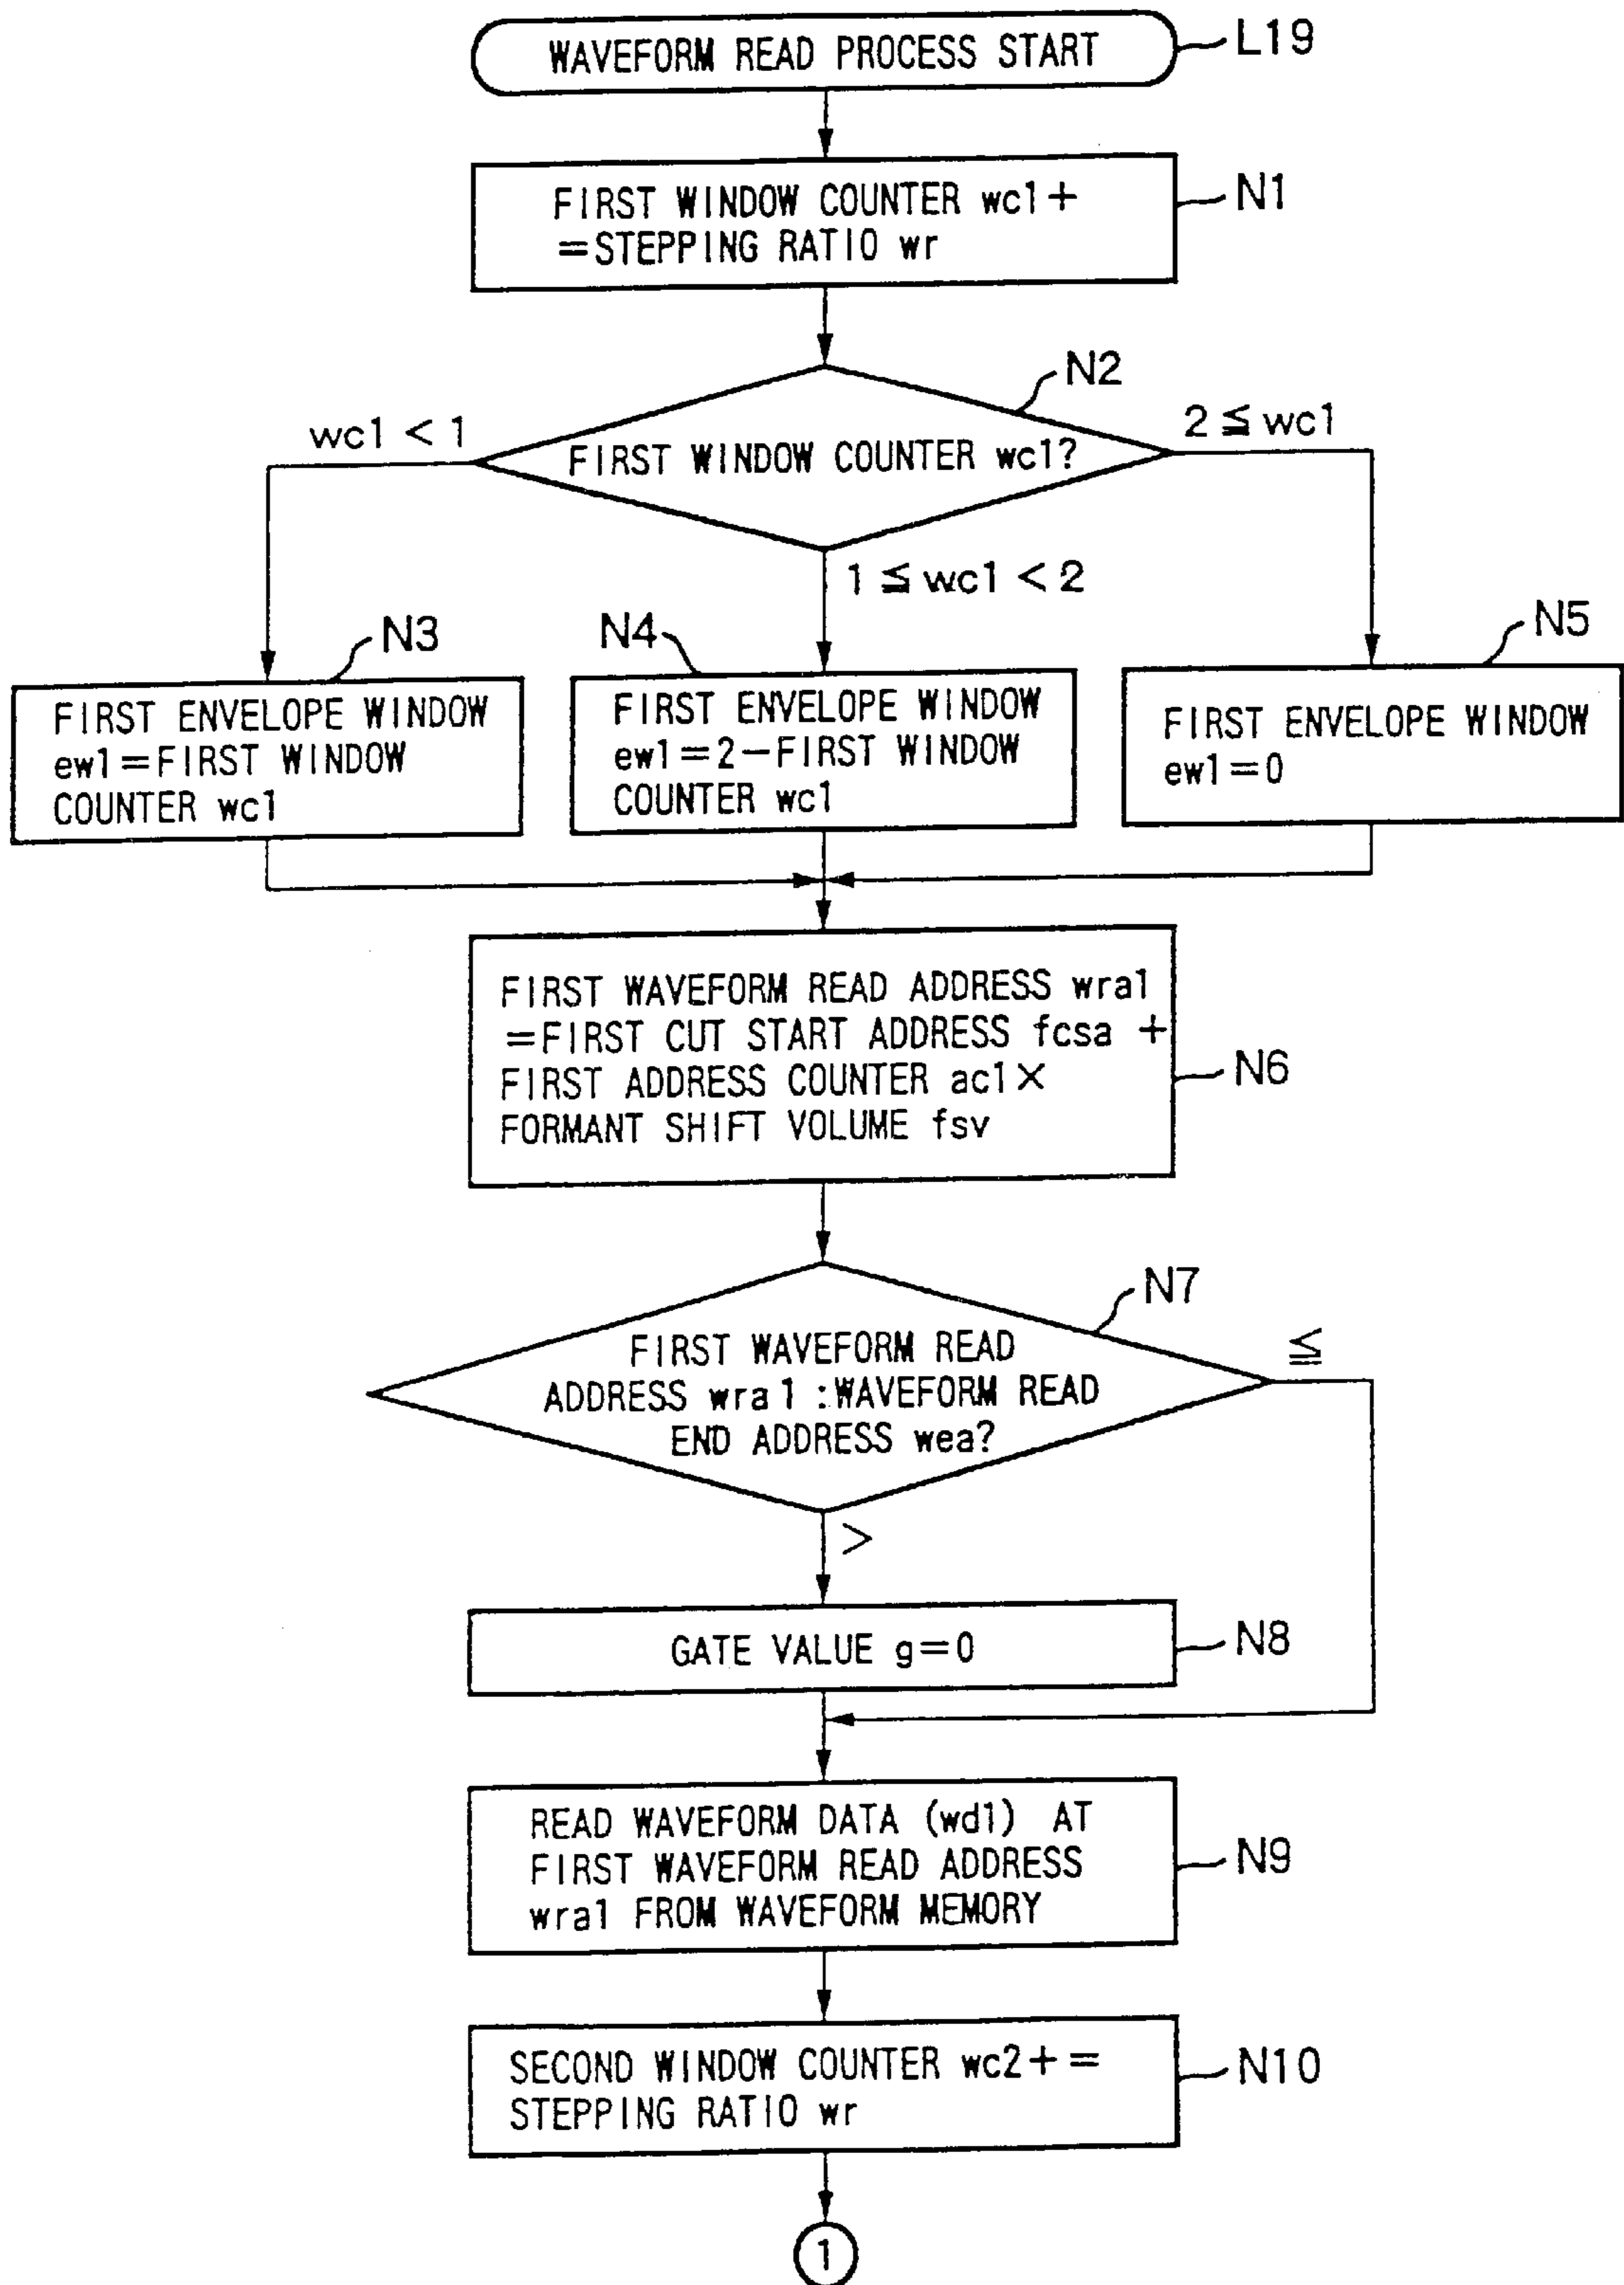 WAVEFORM READ PROCESS START
L19
FIRST WINDOW COUNTER wc1+
=STEPPING RATIO wr
N1
N2
wc1 < 1
FIRST WINDOW COUNTER wc1?
2 ≦ wc1
1 ≦ wc1 < 2
N3
FIRST ENVELOPE WINDOW
ew1=FIRST WINDOW
COUNTER wc1
N4
FIRST ENVELOPE WINDOW
ew1=2-FIRST WINDOW
COUNTER wc1
N5
FIRST ENVELOPE WINDOW
ew1=0
FIRST WAVEFORM READ ADDRESS wra1
=FIRST CUT START ADDRESS fcsa +
FIRST ADDRESS COUNTER ac1×
FORMANT SHIFT VOLUME fsv
N6
N7
FIRST WAVEFORM READ
ADDRESS wra1 :WAVEFORM READ
END ADDRESS wea?
≦
>
GATE VALUE g=0
N8
READ WAVEFORM DATA (wd1) AT
FIRST WAVEFORM READ ADDRESS
wra1 FROM WAVEFORM MEMORY
N9
SECOND WINDOW COUNTER wc2+=
STEPPING RATIO wr
N10
1